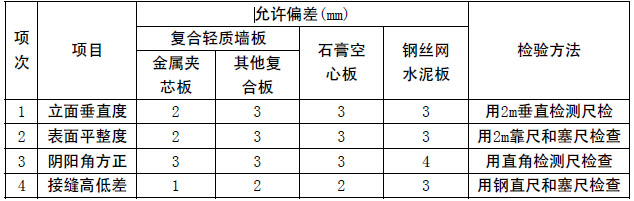 项次 项目 允许偏差(mm) 检验方法
复合轻质墙板 石膏空心板 钢丝网水泥板
金属夹芯板 其他复合板
1 立面垂直度 2 3 3 3 用2m垂直检测尺检
2 表面平整度 2 3 3 3 用2m靠尺和塞尺检查
3 阴阳角方正 3 3 3 4 用直角检测尺检查
4 接缝高低差 1 2 2 3 用钢直尺和塞尺检查